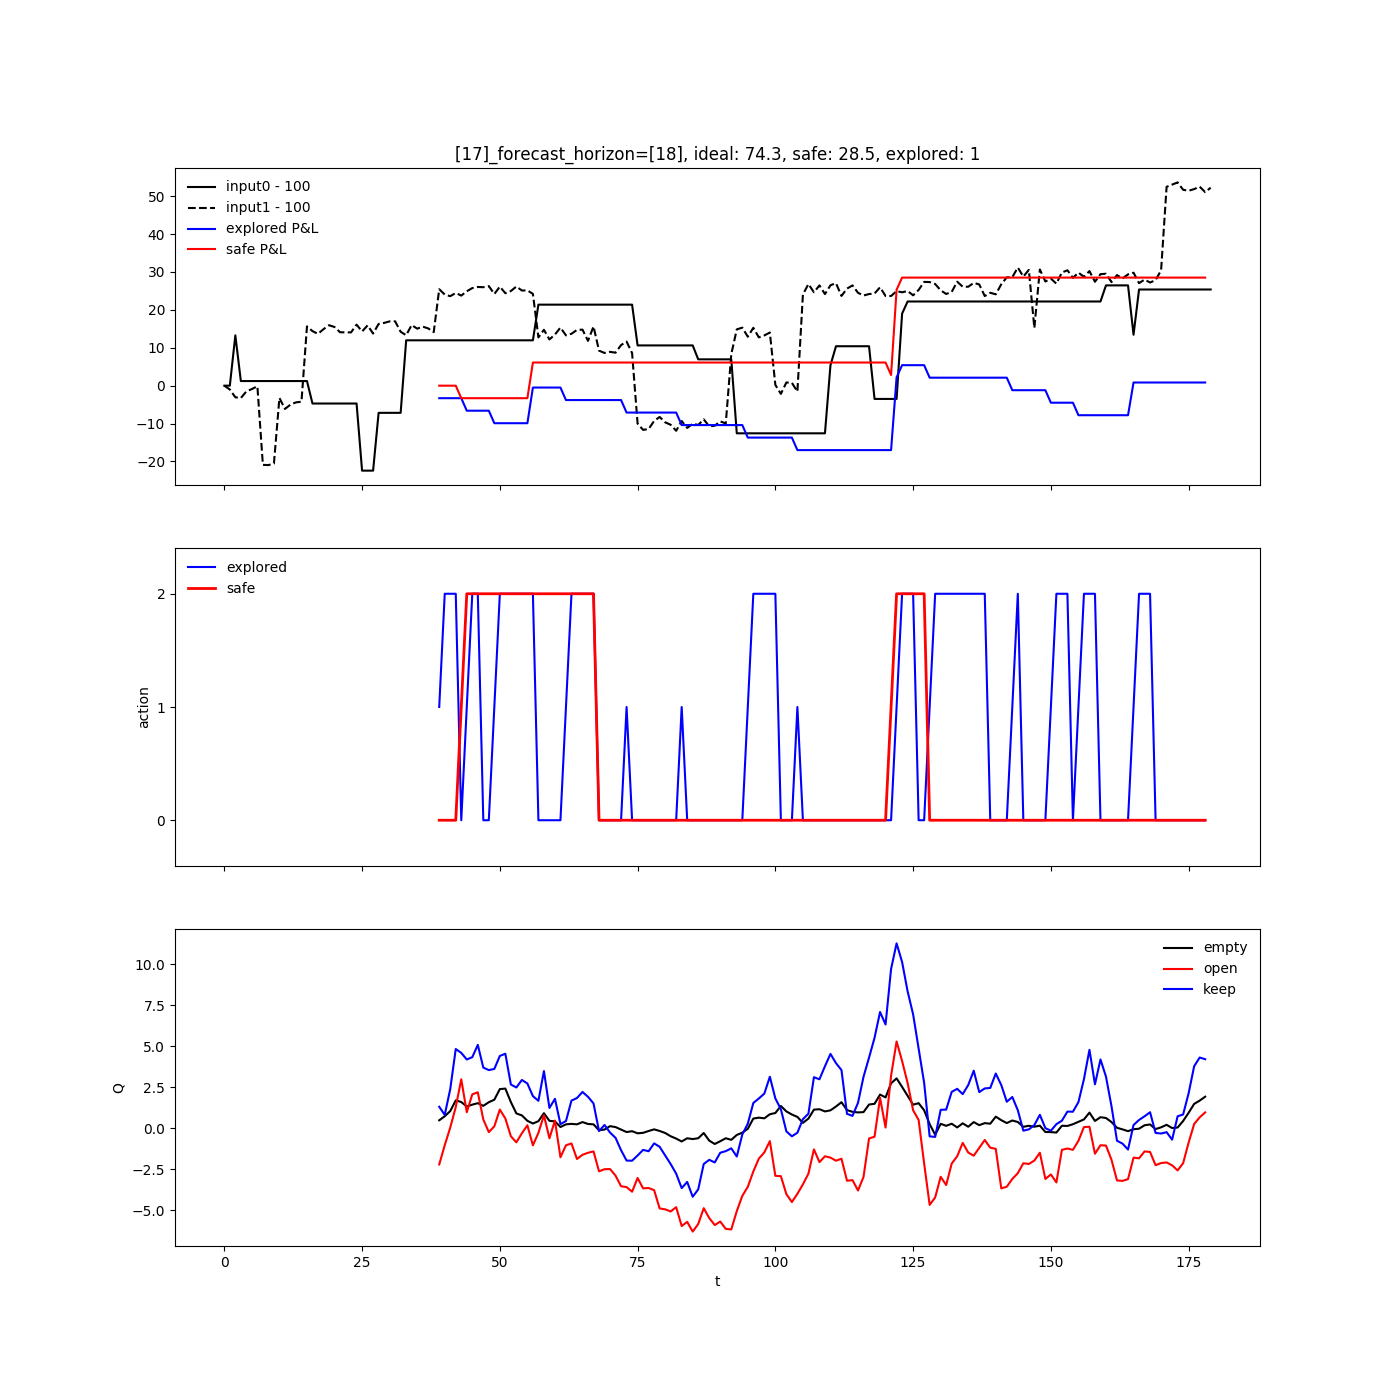 [17]_forecast_horizon=[18], ideal: 74.3, safe: 28.5, explored: 1
input0 - 100
input1 - 100
explored P&L
safe P&L
50
40
30
20
10
0
−10
−20
explored
safe
2
1
0
action
empty
open
keep
10.0
7.5
5.0
2.5
0.0
−2.5
−5.0
Q
0 25 50 75 100 125 150 175
t